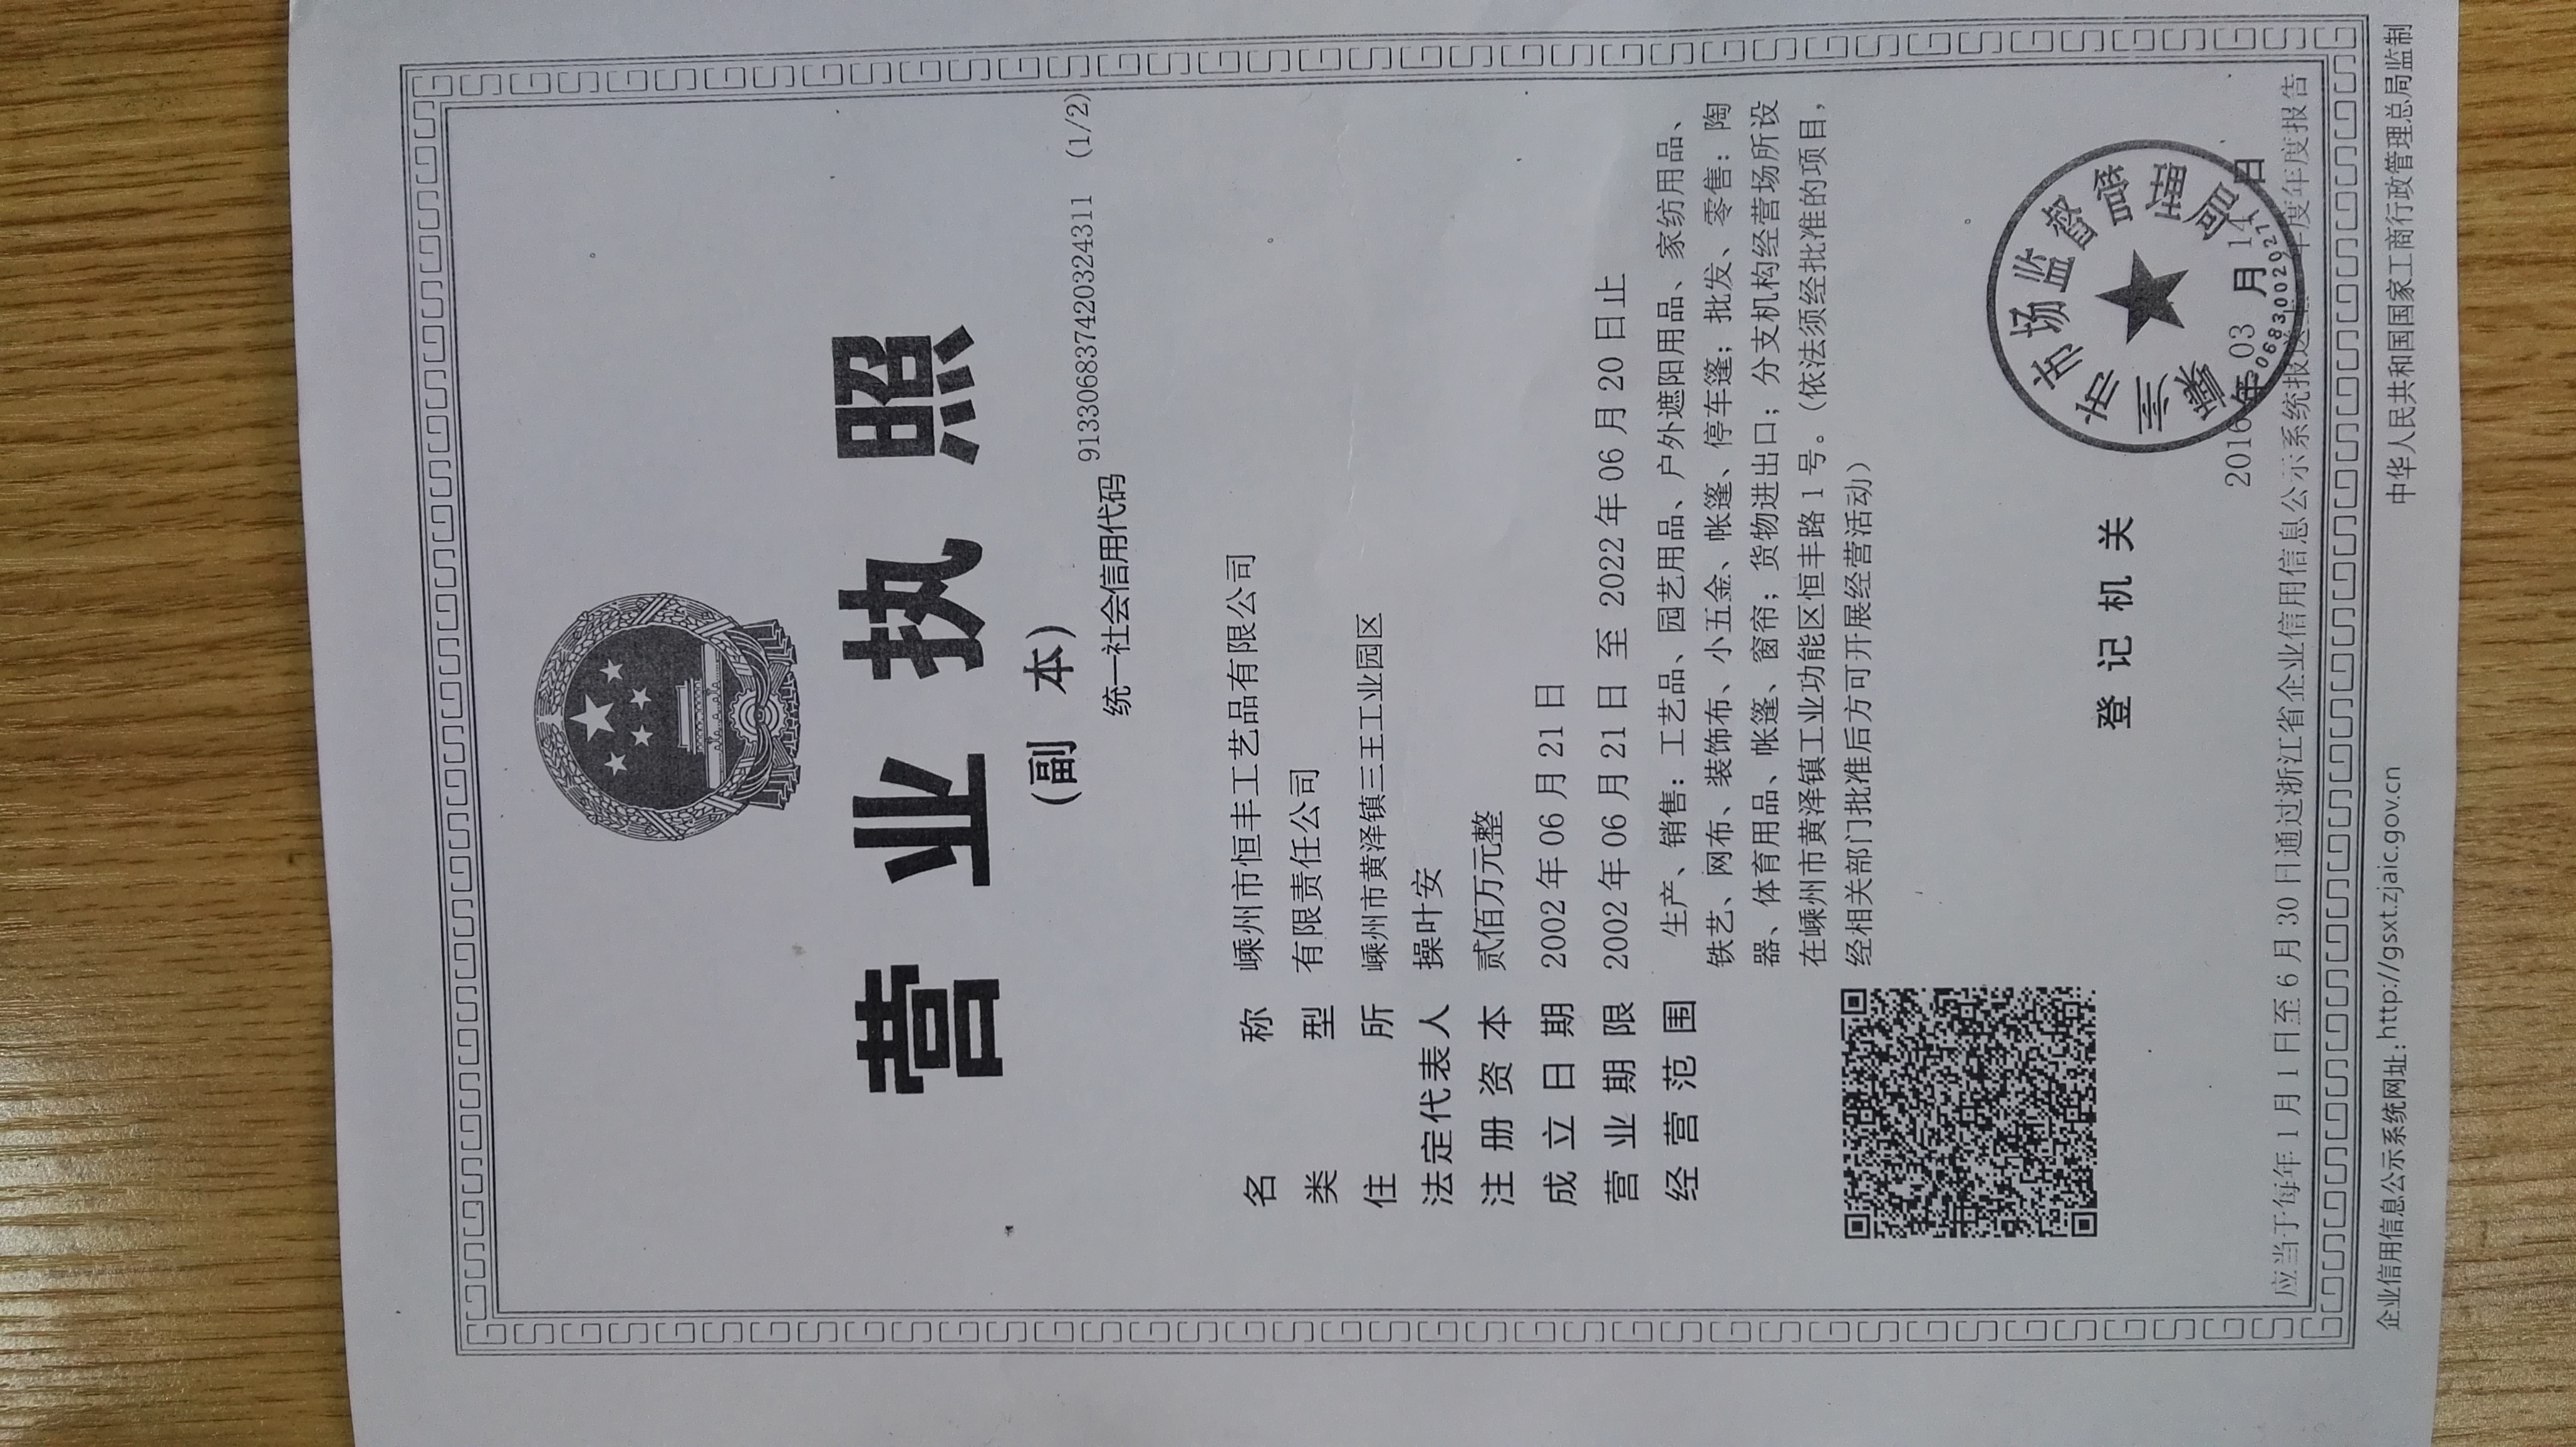 营业执照
(副 本)
统一社会信用代码 913306837420324311 (1/2)
名 称 嵊州市恒丰工艺品有限公司
类 型 有限责任公司
住 所 嵊州市黄泽镇三王工业园区
法定代表人 操叶安
注册资本 贰佰万元整
成立日期 2002年06月21日
营业期限 2002年06月21日至2022年06月20日止
经营范围 生产、销售：工艺品、园艺用品、户外遮阳用品、家纺用品、
铁艺、网布、装饰布、小五金、帐篷、停车篷；批发、零售：陶
器、体育用品、帐篷、窗帘；货物进出口；分支机构经营场所设
在嵊州市黄泽镇工业功能区恒丰路1号。(依法须经批准的项目，
经相关部门批准后方可开展经营活动)
嵊州市市场监督管理局
登记机关
2016年03月14日
应当于每年1月1日至6月30日通过浙江省企业信用信息公示系统报送上年度年度报告
企业信用信息公示系统网址：http://gsxt.zjaic.gov.cn 中华人民共和国国家工商行政管理总局监制